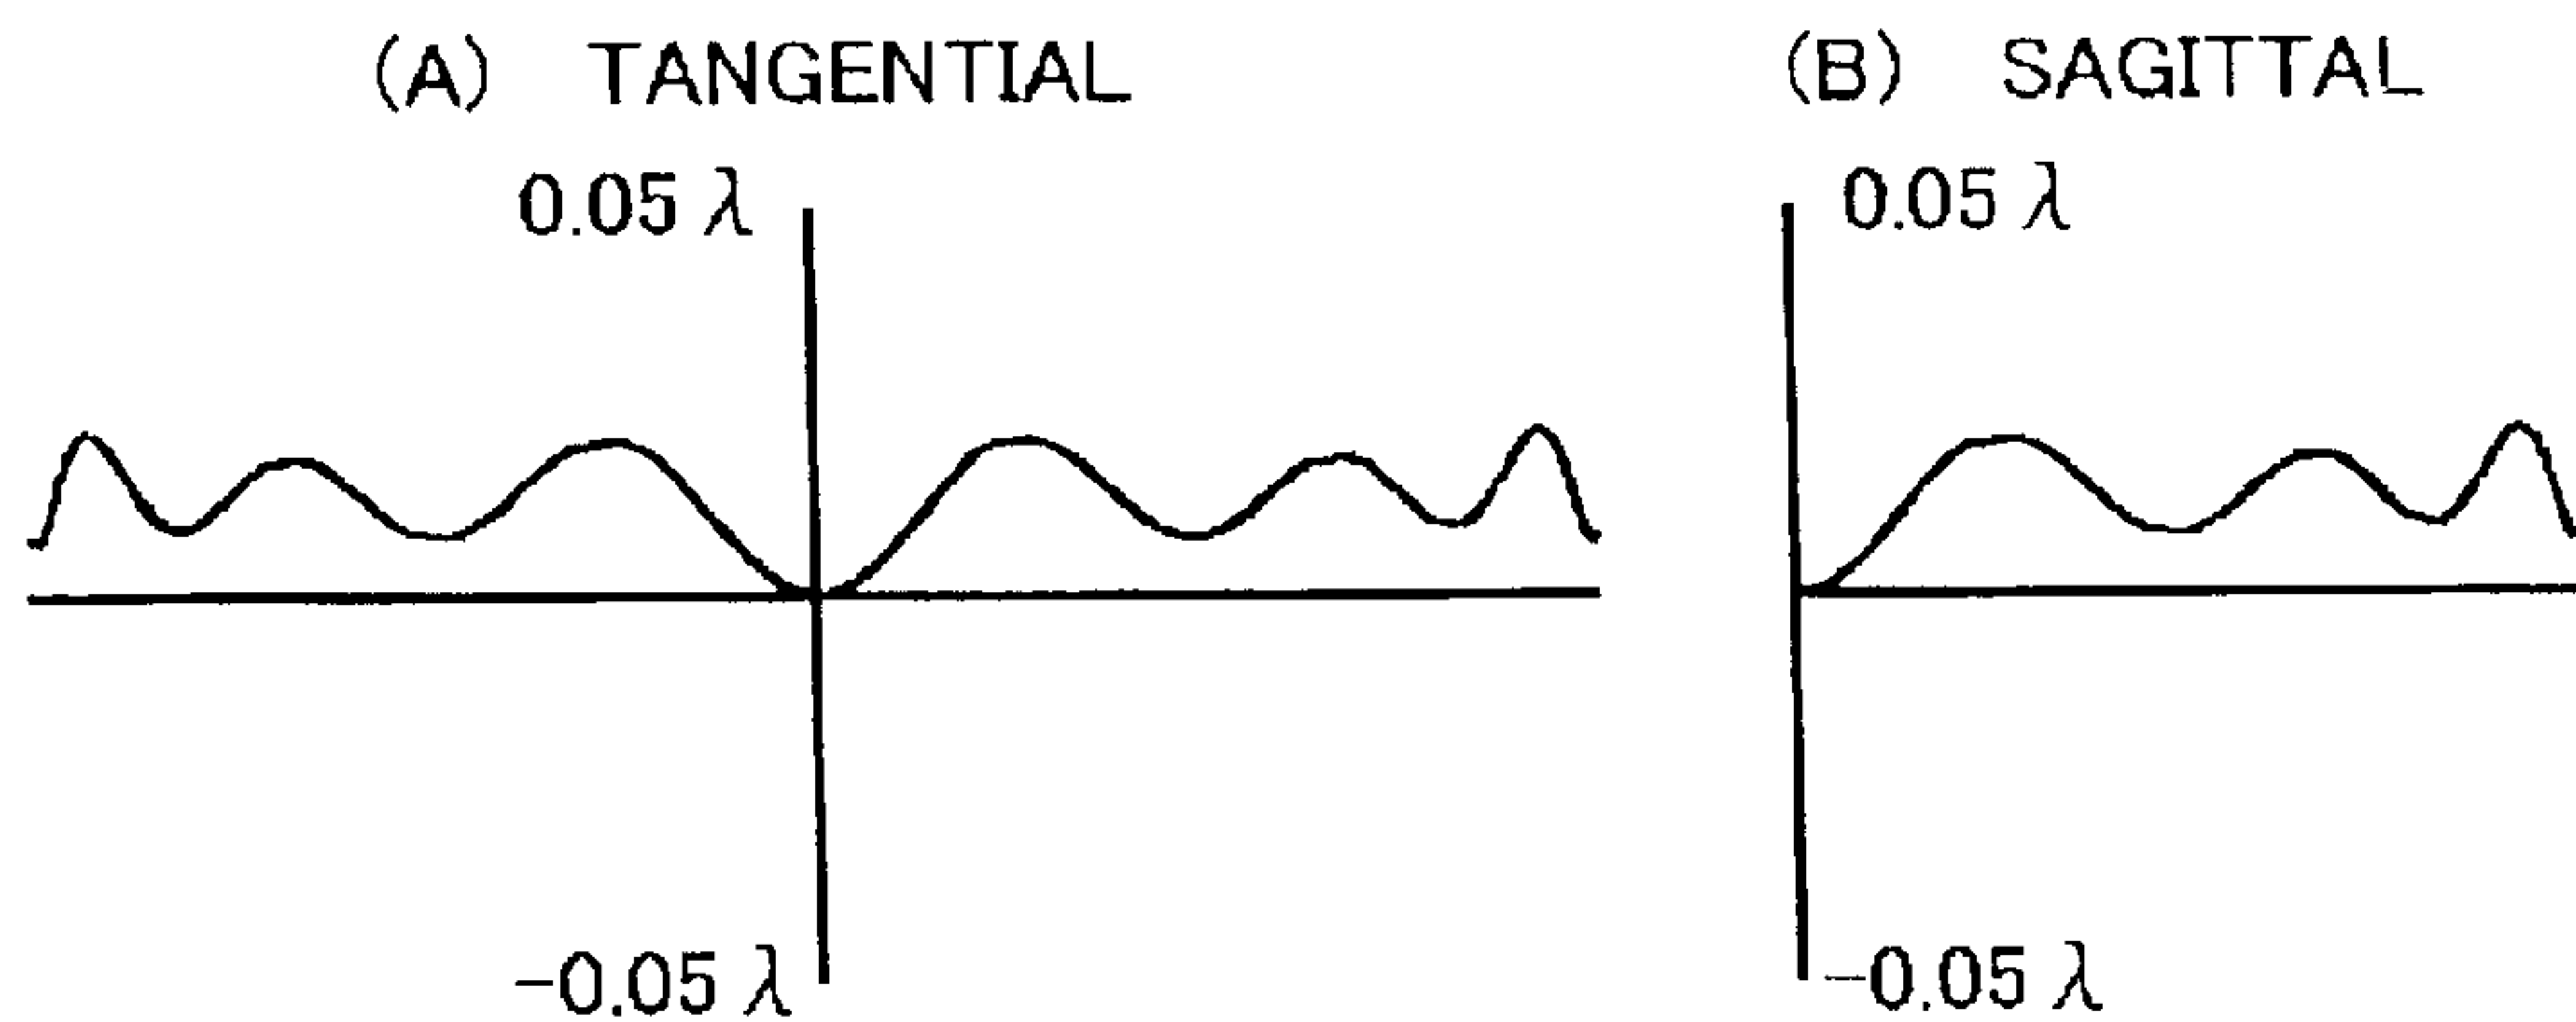 (A) TANGENTIAL
0.05 λ
-0.05 λ
(B) SAGITTAL
0.05 λ
-0.05 λ